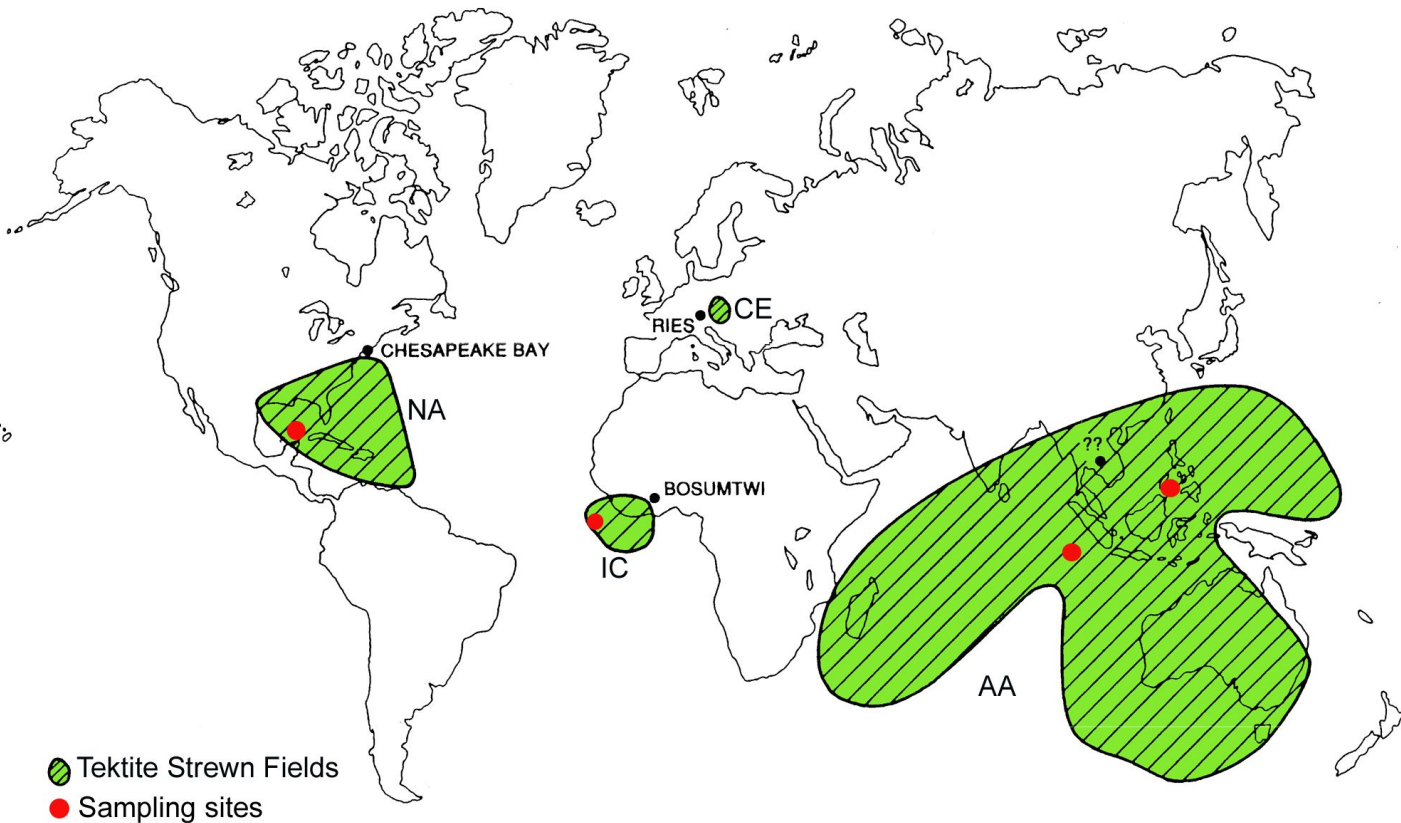 CE
RIES
CHESAPEAKE BAY
NA
??
BOSUMTWI
IC
AA
Tektite Strewn Fields
Sampling sites